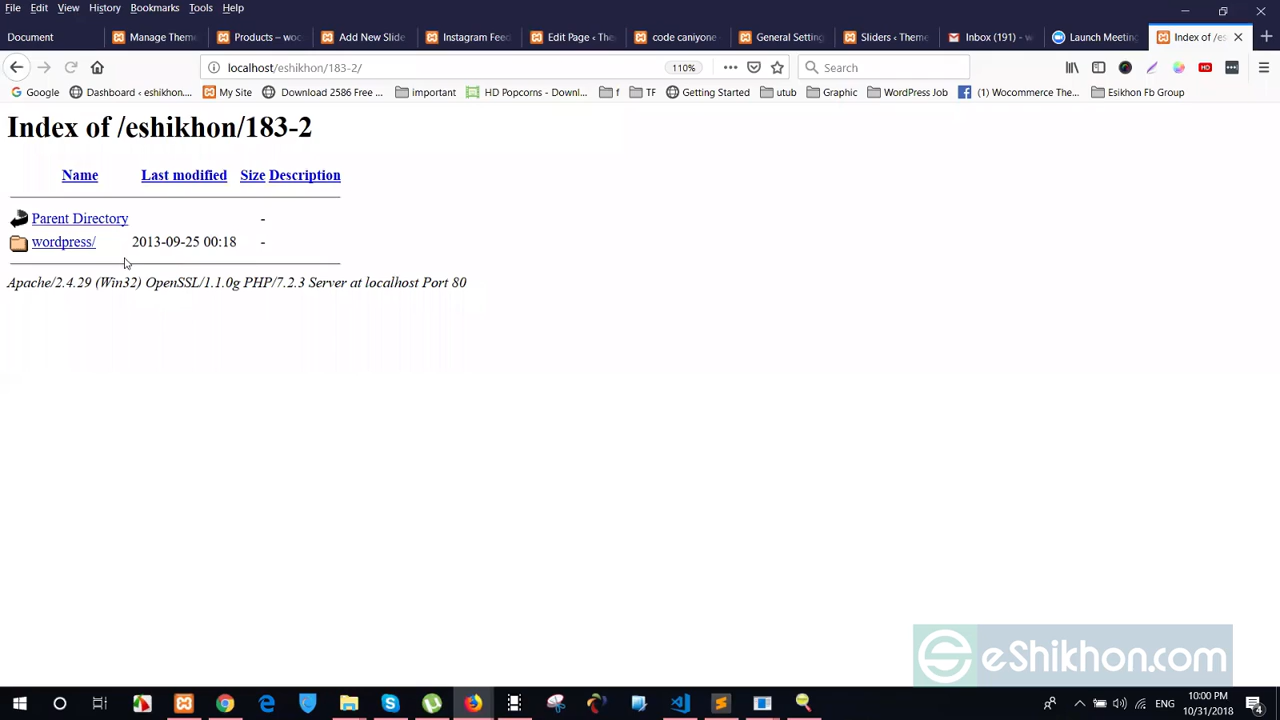 File Edit View History Bookmarks Tools Help
Document Manage Theme Products – woo Add New Slide Instagram Feed Edit Page ‹ The code caniyone General Setting Sliders ‹ Theme Inbox (191) - w Launch Meeting Index of /es
localhost/eshikhon/183-2/ 110% Search
Google Dashboard ‹ eshikhon.... My Site Download 2586 Free ... important HD Popcorns - Downl... f TF Getting Started utub Graphic WordPress Job (1) Wocommerce The... Esikhon Fb Group
Index of /eshikhon/183-2
Name Last modified Size Description
Parent Directory -
wordpress/ 2013-09-25 00:18 -
Apache/2.4.29 (Win32) OpenSSL/1.1.0g PHP/7.2.3 Server at localhost Port 80
eShikhon.com
10:00 PM
ENG
10/31/2018
4